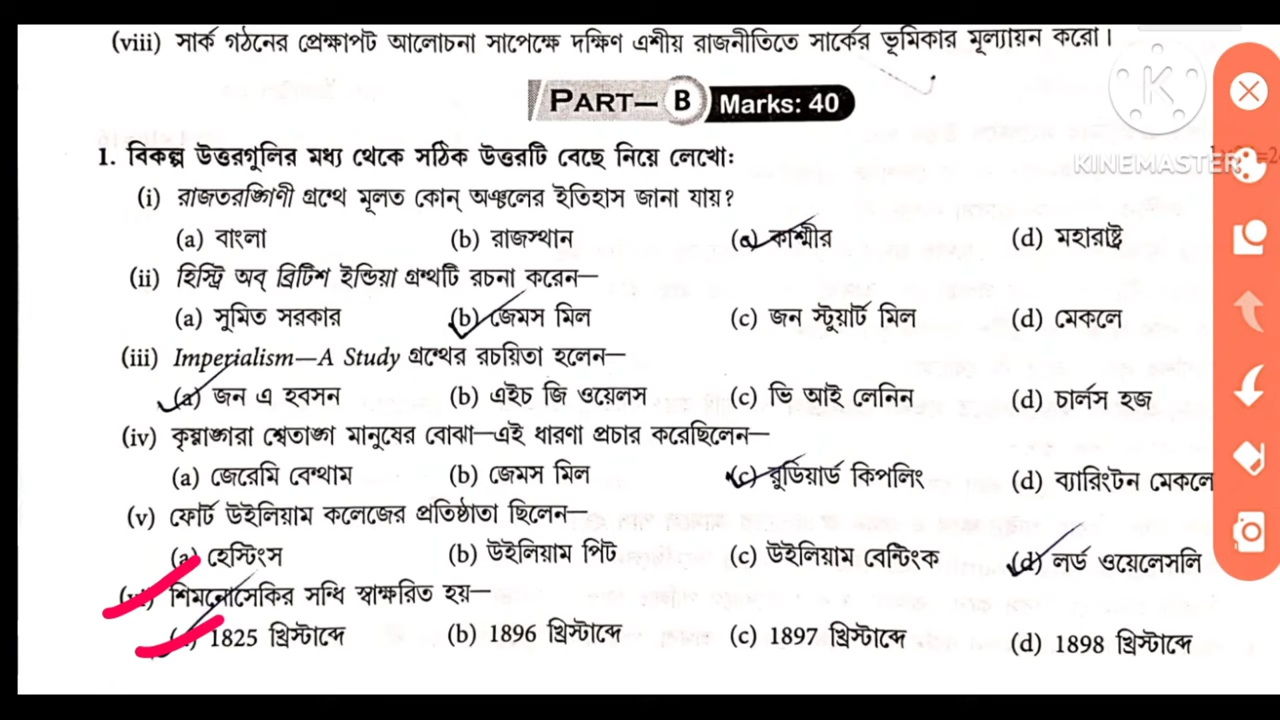 (viii) সার্ক গঠনের প্রেক্ষাপট আলোচনা সাপেক্ষে দক্ষিণ এশীয় রাজনীতিতে সার্কের ভূমিকার মূল্যায়ন করো।
PART— B Marks: 40
1. বিকল্প উত্তরগুলির মধ্য থেকে সঠিক উত্তরটি বেছে নিয়ে লেখো:
KINEMASTER
(i) রাজতরঙ্গিণী গ্রন্থে মূলত কোন্ অঞ্চলের ইতিহাস জানা যায়?
(a) বাংলা (b) রাজস্থান (c) কাশ্মীর (d) মহারাষ্ট্র
(ii) হিস্ট্রি অব্ ব্রিটিশ ইন্ডিয়া গ্রন্থটি রচনা করেন—
(a) সুমিত সরকার (b) জেমস মিল (c) জন স্টুয়ার্ট মিল (d) মেকলে
(iii) Imperialism—A Study গ্রন্থের রচয়িতা হলেন—
(a) জন এ হবসন (b) এইচ জি ওয়েলস (c) ভি আই লেনিন (d) চার্লস হজ
(iv) কৃয়াঙ্গারা শ্বেতাঙ্গ মানুষের বোঝা—এই ধারণা প্রচার করেছিলেন—
(a) জেরেমি বেন্থাম (b) জেমস মিল (c) রুডিয়ার্ড কিপলিং (d) ব্যারিংটন মেকলে
(v) ফোর্ট উইলিয়াম কলেজের প্রতিষ্ঠাতা ছিলেন—
(a) হেস্টিংস (b) উইলিয়াম পিট (c) উইলিয়াম বেন্টিংক (d) লর্ড ওয়েলেসলি
(vi) শিমনোসেকির সন্ধি স্বাক্ষরিত হয়—
1825 খ্রিস্টাব্দে (b) 1896 খ্রিস্টাব্দে (c) 1897 খ্রিস্টাব্দে (d) 1898 খ্রিস্টাব্দে